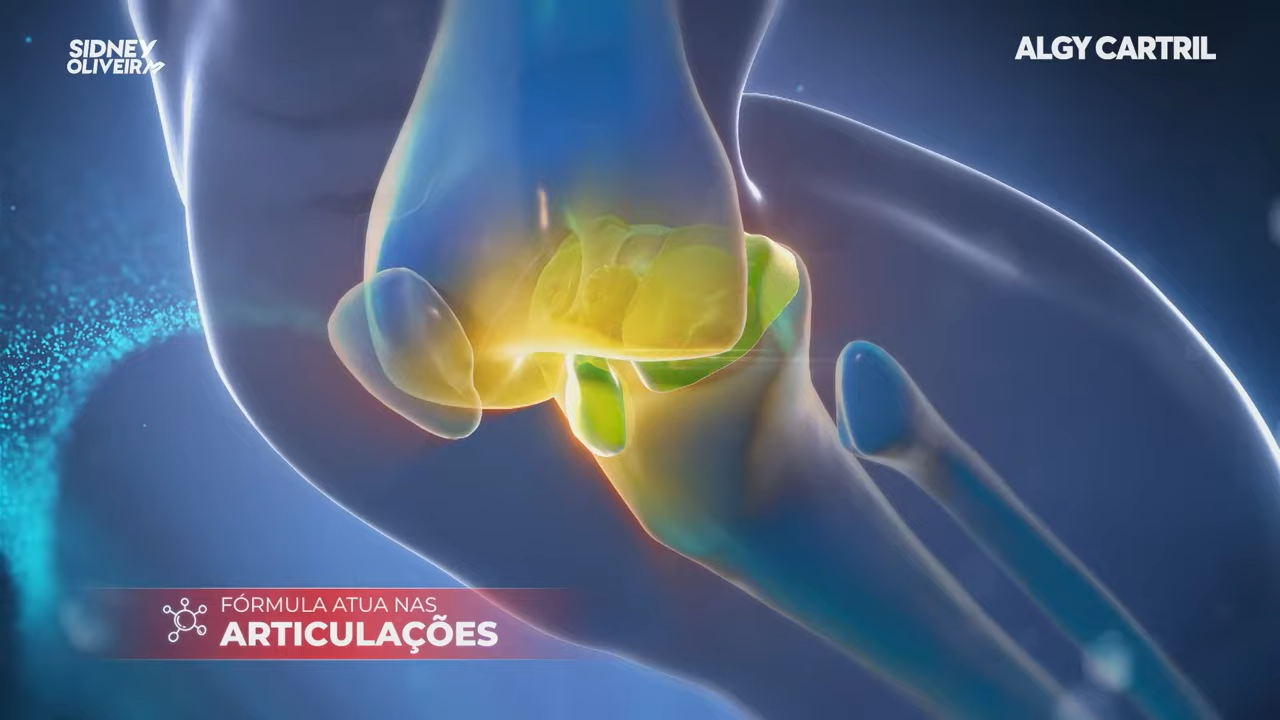 SIDNEY
OLIVEIRA
ALGY CARTRIL
FÓRMULA ATUA NAS
ARTICULAÇÕES